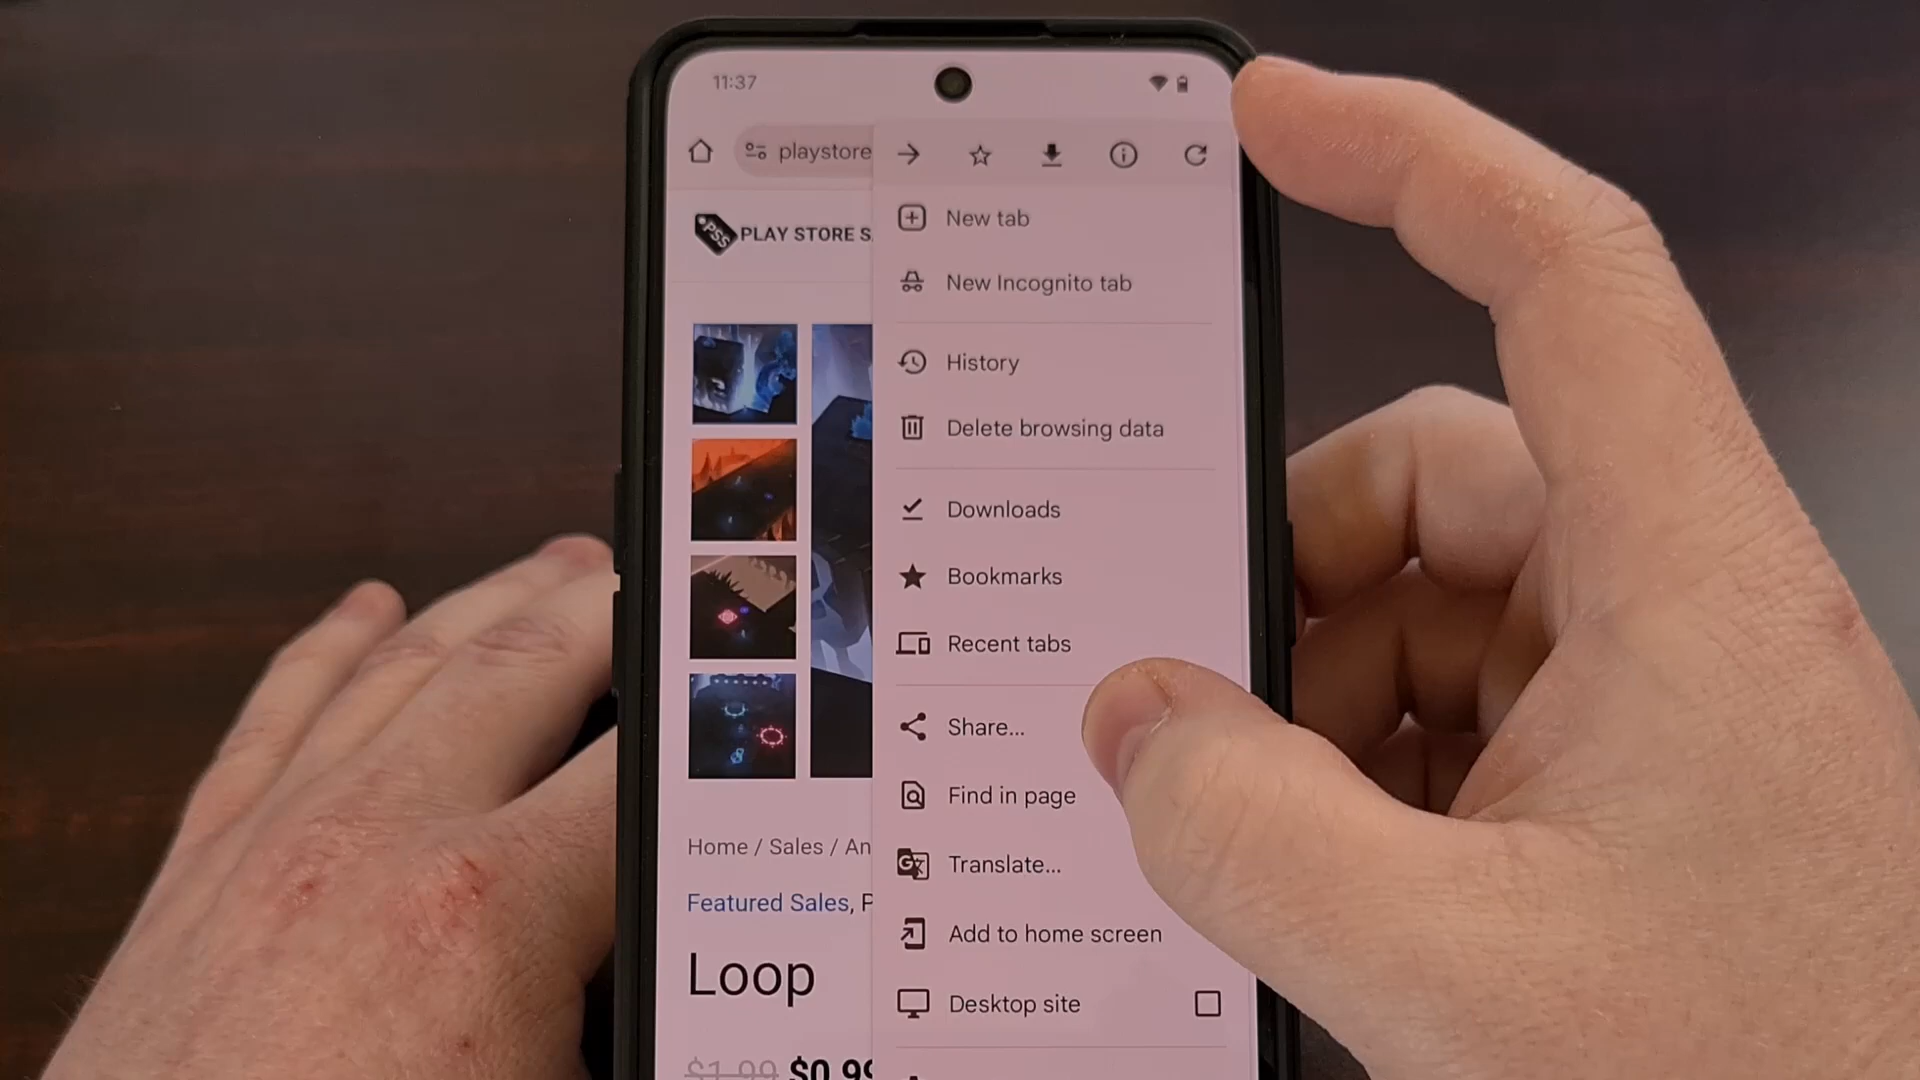 11:37
playstore
PSS PLAY STORE S
New tab
New Incognito tab
History
Delete browsing data
Downloads
Bookmarks
Recent tabs
Share...
Find in page
Translate...
Add to home screen
Desktop site
Home / Sales / An
Featured Sales, P
Loop
$1.99 $0.99